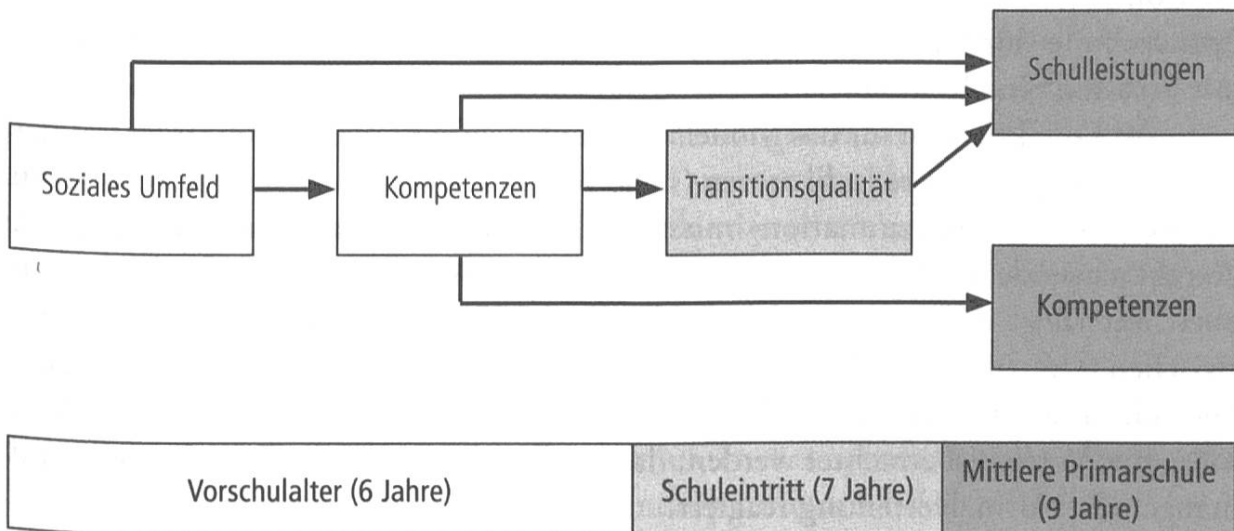 Schulleistungen
Soziales Umfeld
Kompetenzen
Transitionsqualität
Kompetenzen
Vorschulalter (6 Jahre)
Schuleintritt (7 Jahre)
Mittlere Primarschule
(9 Jahre)